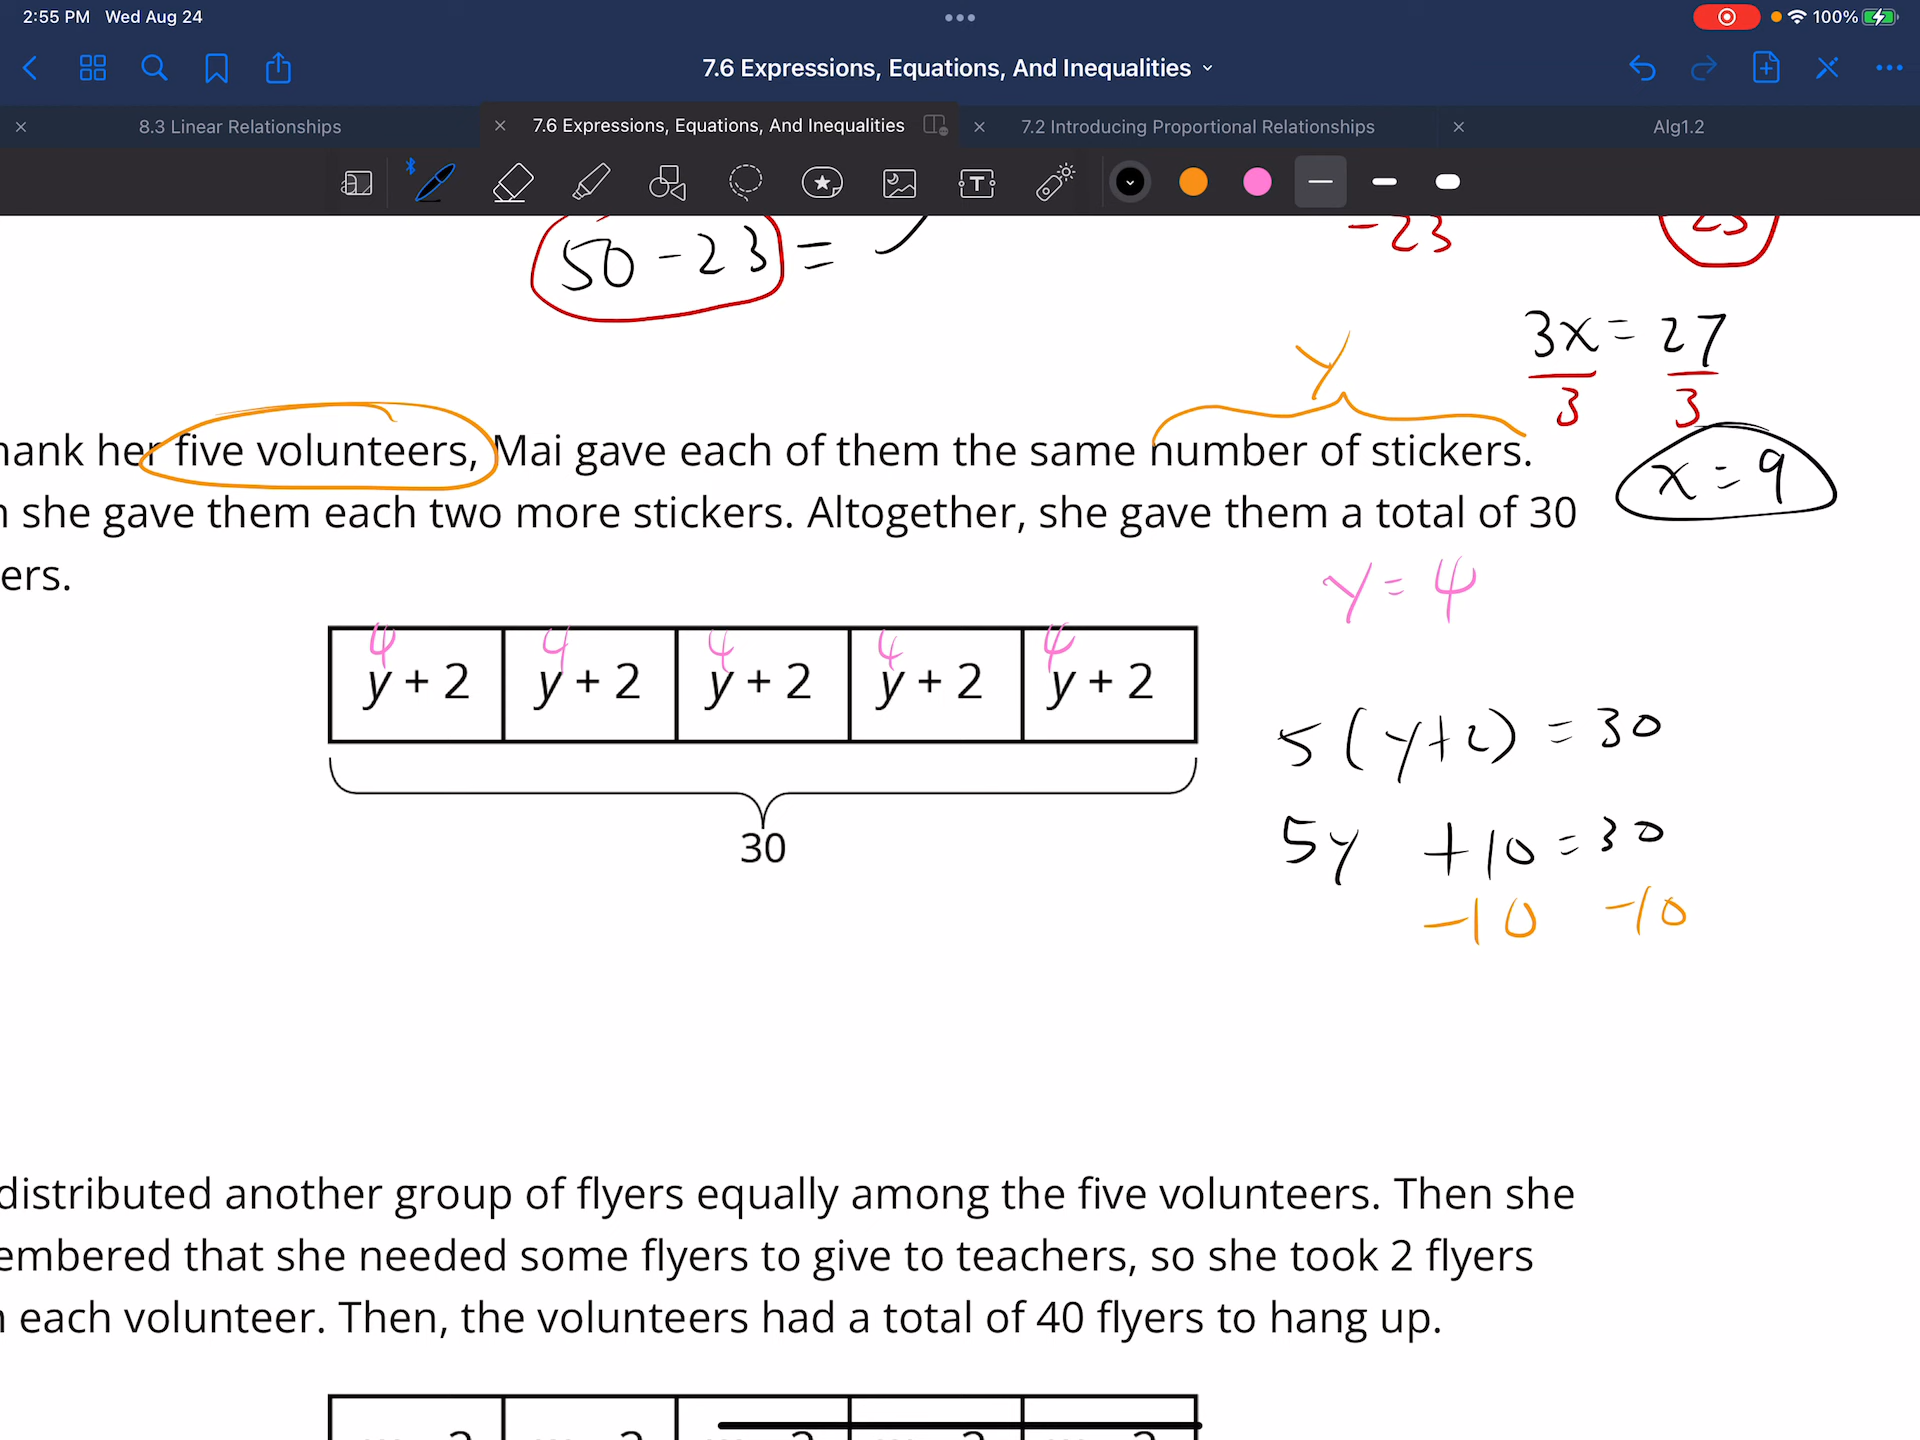 2:55 PM Wed Aug 24
100%
7.6 Expressions, Equations, And Inequalities
8.3 Linear Relationships
7.6 Expressions, Equations, And Inequalities
7.2 Introducing Proportional Relationships
Alg1.2
50 - 23 =
-23
23
3x = 27
3 3
x = 9
y
hank her five volunteers, Mai gave each of them the same number of stickers.
she gave them each two more stickers. Altogether, she gave them a total of 30
ers.
y = 4
4 4 4 4 4
y + 2 y + 2 y + 2 y + 2 y + 2
30
5 ( y + 2 ) = 30
5y + 10 = 30
-10 -10
distributed another group of flyers equally among the five volunteers. Then she
embered that she needed some flyers to give to teachers, so she took 2 flyers
each volunteer. Then, the volunteers had a total of 40 flyers to hang up.